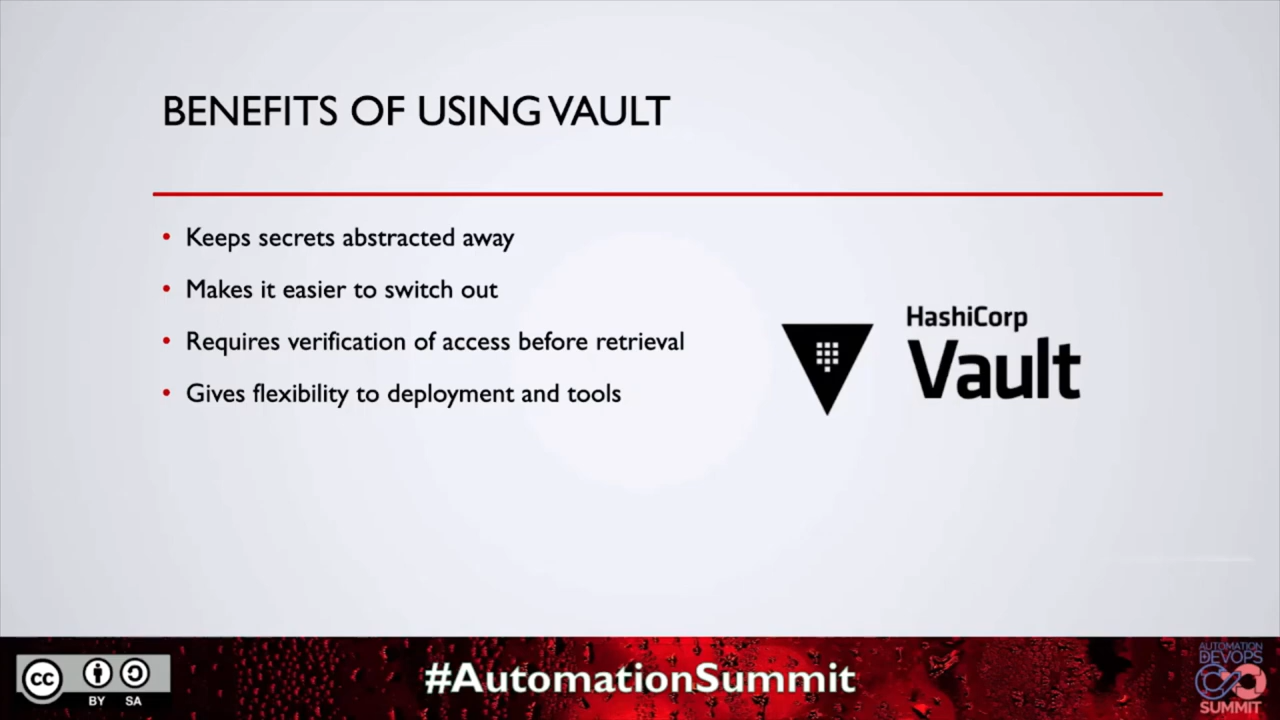 BENEFITS OF USING VAULT
• Keeps secrets abstracted away
• Makes it easier to switch out
• Requires verification of access before retrieval
• Gives flexibility to deployment and tools
HashiCorp
Vault
cc
BY SA
#AutomationSummit
AUTOMATION
DEVOPS
SUMMIT